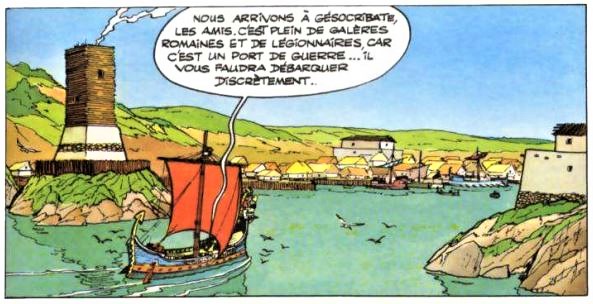 NOUS ARRIVONS À GÉSOCRIBATE,
LES AMIS. C'EST PLEIN DE GALÈRES
ROMAINES ET DE LÉGIONNAIRES, CAR
C'EST UN PORT DE GUERRE... IL
VOUS FAUDRA DÉBARQUER
DISCRÈTEMENT..